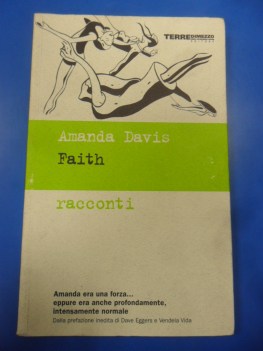 TERRE DI MEZZO
EDITORE
Amanda Davis
Faith
racconti
Amanda era una forza...
eppure era anche profondamente,
intensamente normale
Dalla prefazione inedita di Dave Eggers e Vendela Vida